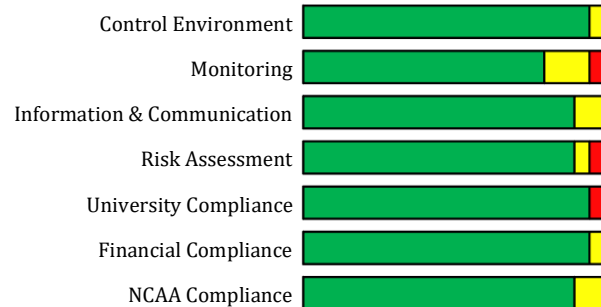 Control Environment
Monitoring
Information & Communication
Risk Assessment
University Compliance
Financial Compliance
NCAA Compliance